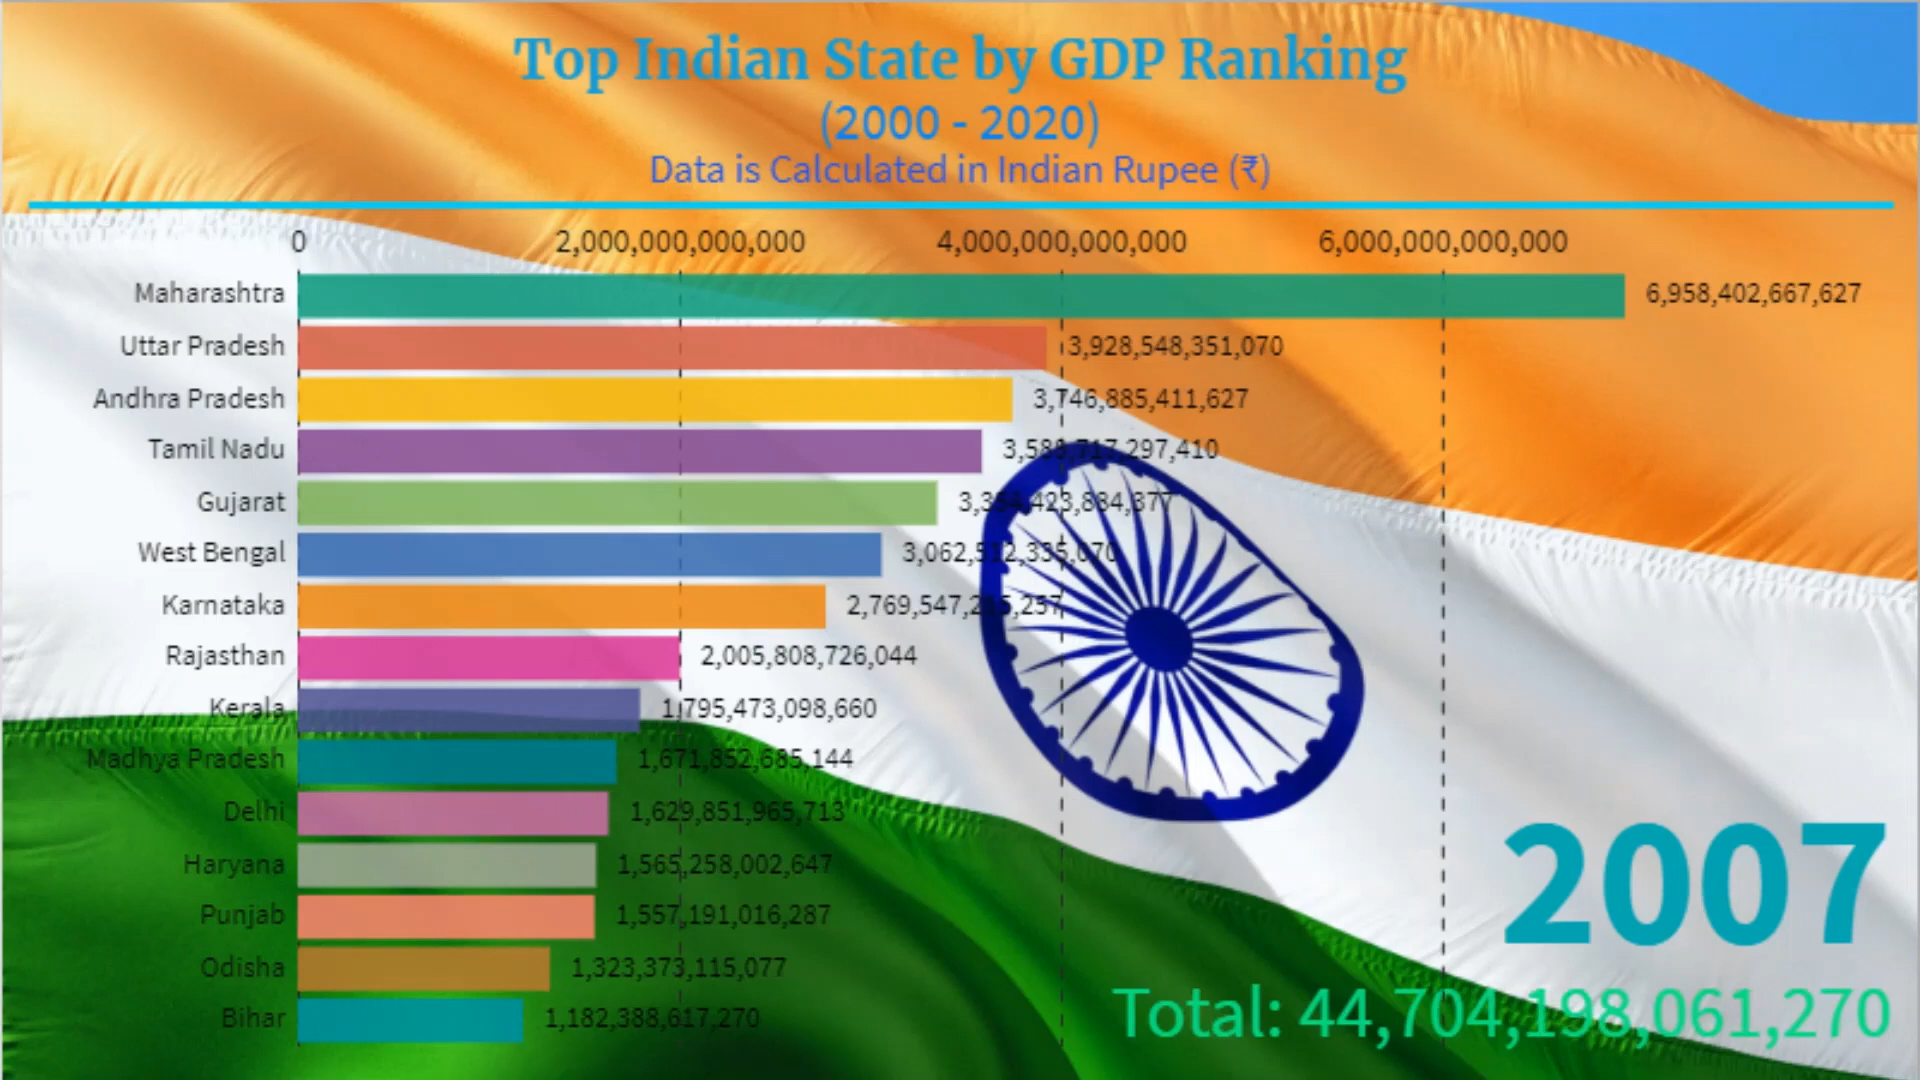 Top Indian State by GDP Ranking
(2000 - 2020)
Data is Calculated in Indian Rupee (₹)
0 2,000,000,000,000 4,000,000,000,000 6,000,000,000,000
Maharashtra 6,958,402,667,627
Uttar Pradesh 3,928,548,351,070
Andhra Pradesh 3,746,885,411,627
Tamil Nadu
Gujarat
West Bengal
Karnataka
Rajasthan 2,005,808,726,044
Kerala 1,795,473,098,660
Madhya Pradesh 1,671,852,685,144
Delhi 1,629,851,965,713
Haryana 1,565,258,002,647
Punjab 1,557,191,016,287
Odisha 1,323,373,115,077
Bihar 1,182,388,617,270
2007
Total: 44,704,198,061,270